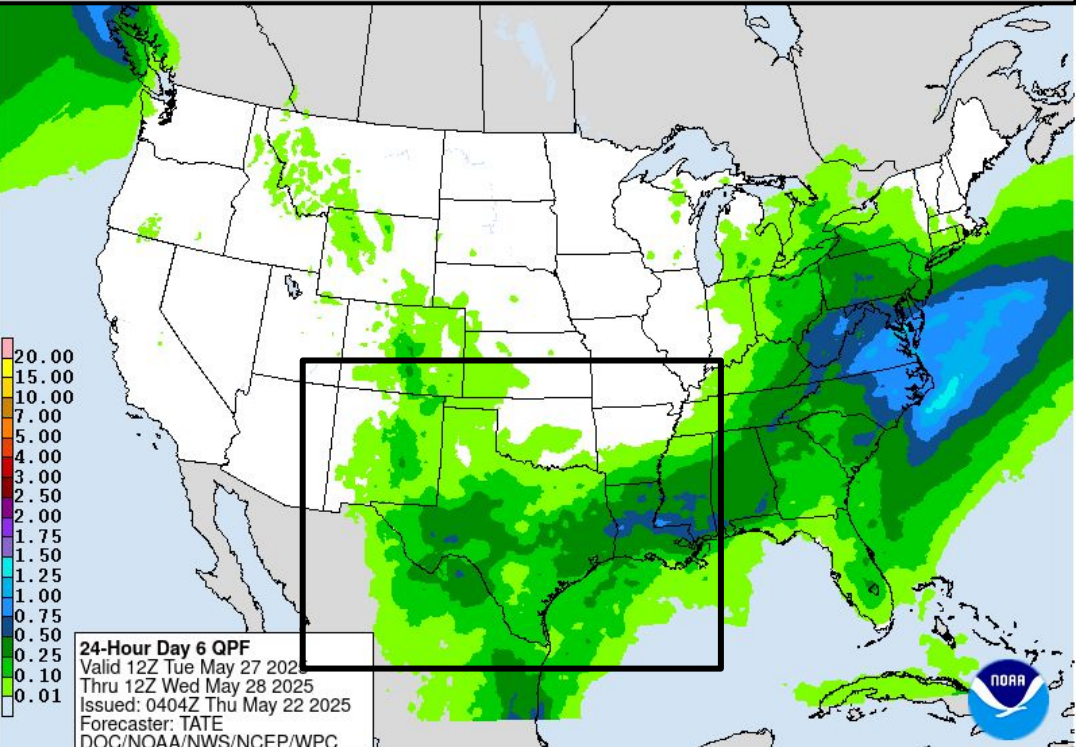 20.00
15.00
10.00
7.00
5.00
4.00
3.00
2.50
2.00
1.75
1.50
1.25
1.00
0.75
0.50
0.25
0.10
0.01
24-Hour Day 6 QPF
Valid 12Z Tue May 27 2025
Thru 12Z Wed May 28 2025
Issued: 0404Z Thu May 22 2025
Forecaster: TATE
DOC/NOAA/NWS/NCEP/WPC
NOAA